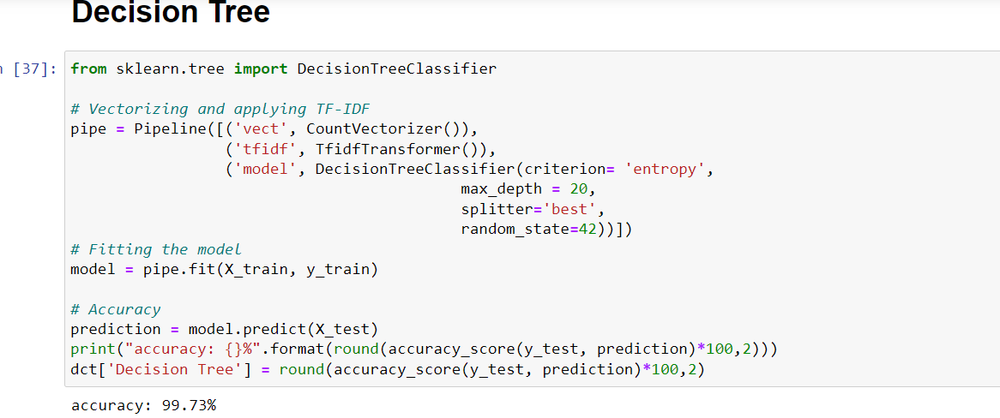 Decision Tree
[37]: from sklearn.tree import DecisionTreeClassifier
# Vectorizing and applying TF-IDF
pipe = Pipeline([('vect', CountVectorizer()),
('tfidf', TfidfTransformer()),
('model', DecisionTreeClassifier(criterion= 'entropy',
max_depth = 20,
splitter='best',
random_state=42))])
# Fitting the model
model = pipe.fit(X_train, y_train)
# Accuracy
prediction = model.predict(X_test)
print("accuracy: {}%".format(round(accuracy_score(y_test, prediction)*100,2)))
dct['Decision Tree'] = round(accuracy_score(y_test, prediction)*100,2)
accuracy: 99.73%